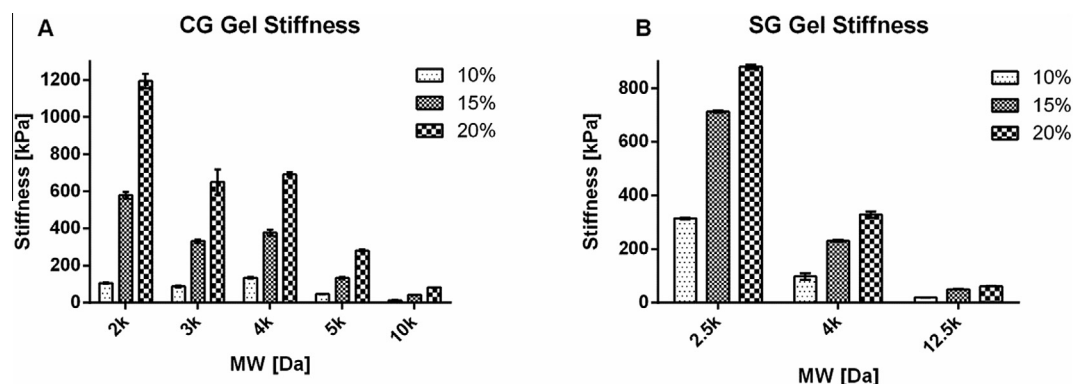 A
CG Gel Stiffness
Stiffness [kPa]
1200
1000
800
600
400
200
0
10%
15%
20%
2k
3k
4k
5k
10k
MW [Da]
B
SG Gel Stiffness
Stiffness [kPa]
800
600
400
200
0
10%
15%
20%
2.5k
4k
12.5k
MW [Da]